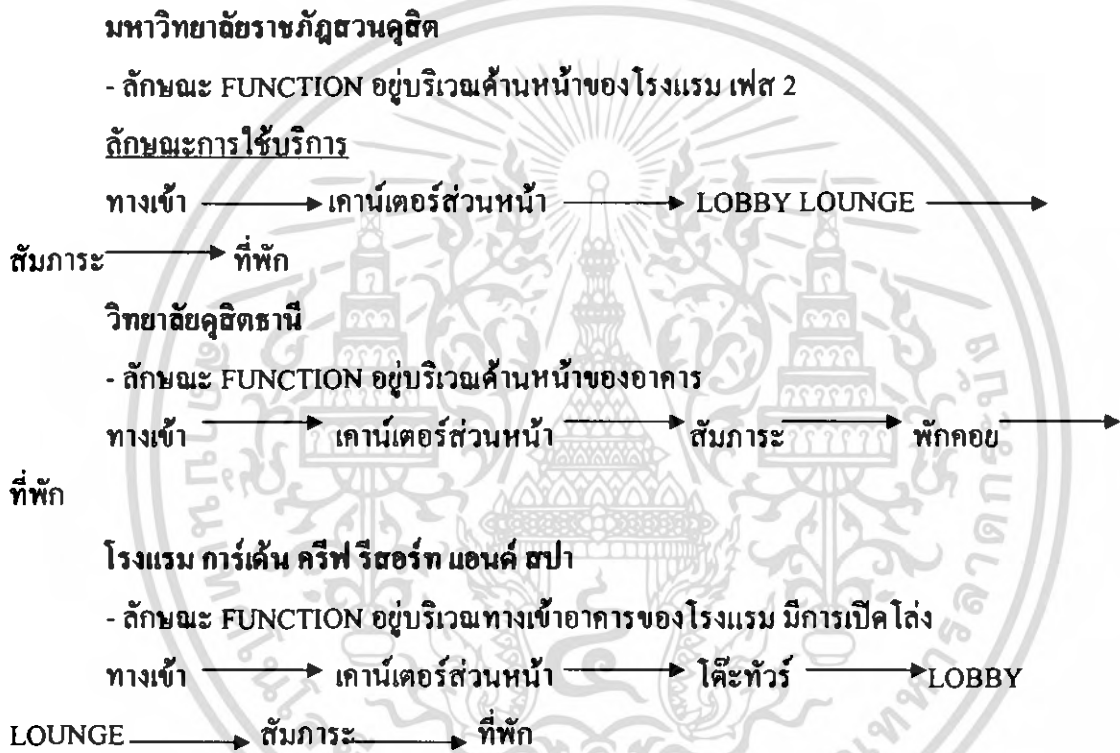 มหาวิทยาลัยราชภัฎสวนดุสิต
- ลักษณะ FUNCTION อยู่บริเวณด้านหน้าของโรงแรม เฟส 2
ลักษณะการใช้บริการ
ทางเข้า → เคาน์เตอร์ส่วนหน้า → LOBBY LOUNGE →
สัมภาระ → ที่พัก
วิทยาลัยดุสิตธานี
- ลักษณะ FUNCTION อยู่บริเวณด้านหน้าของอาคาร
ทางเข้า → เคาน์เตอร์ส่วนหน้า → สัมภาระ → พักคอย →
ที่พัก
โรงแรม การ์เด้น ครีฟ รีสอร์ท แอนด์ สปา
- ลักษณะ FUNCTION อยู่บริเวณทางเข้าอาคารของโรงแรม มีการเปิดโล่ง
ทางเข้า → เคาน์เตอร์ส่วนหน้า → โต๊ะทัวร์ → LOBBY
LOUNGE → สัมภาระ → ที่พัก